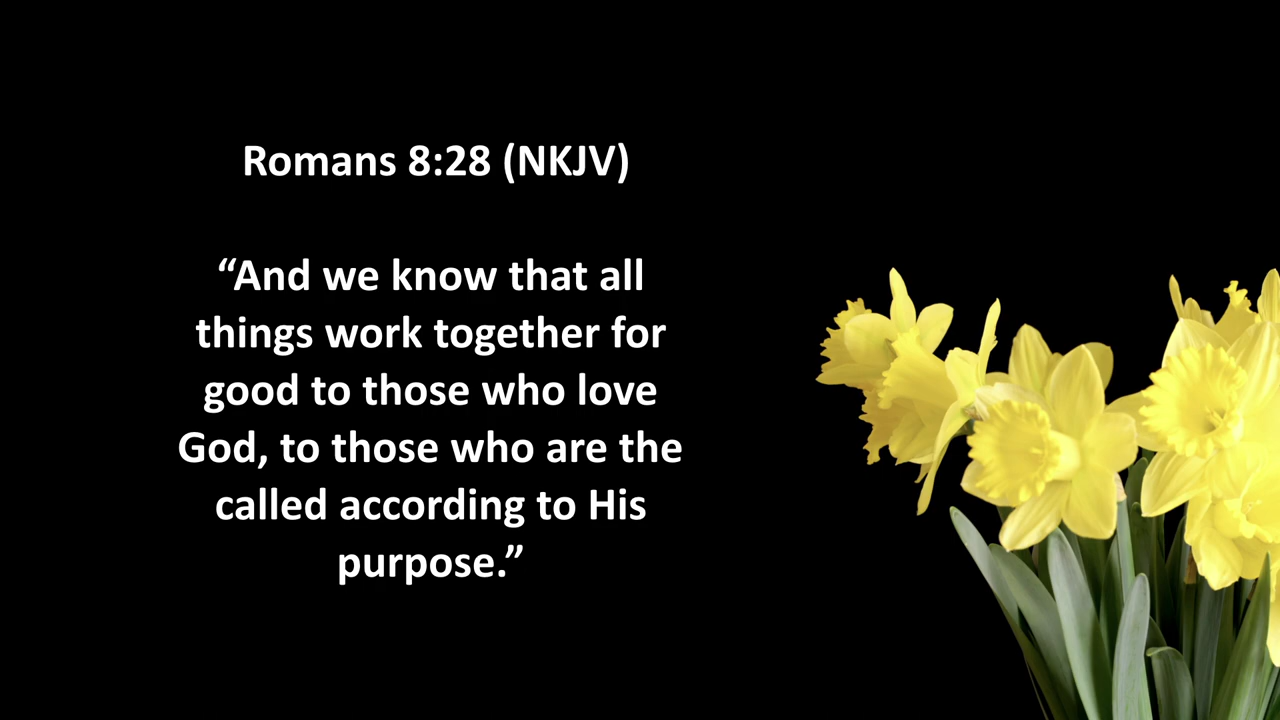 Romans 8:28 (NKJV)
“And we know that all
things work together for
good to those who love
God, to those who are the
called according to His
purpose.”